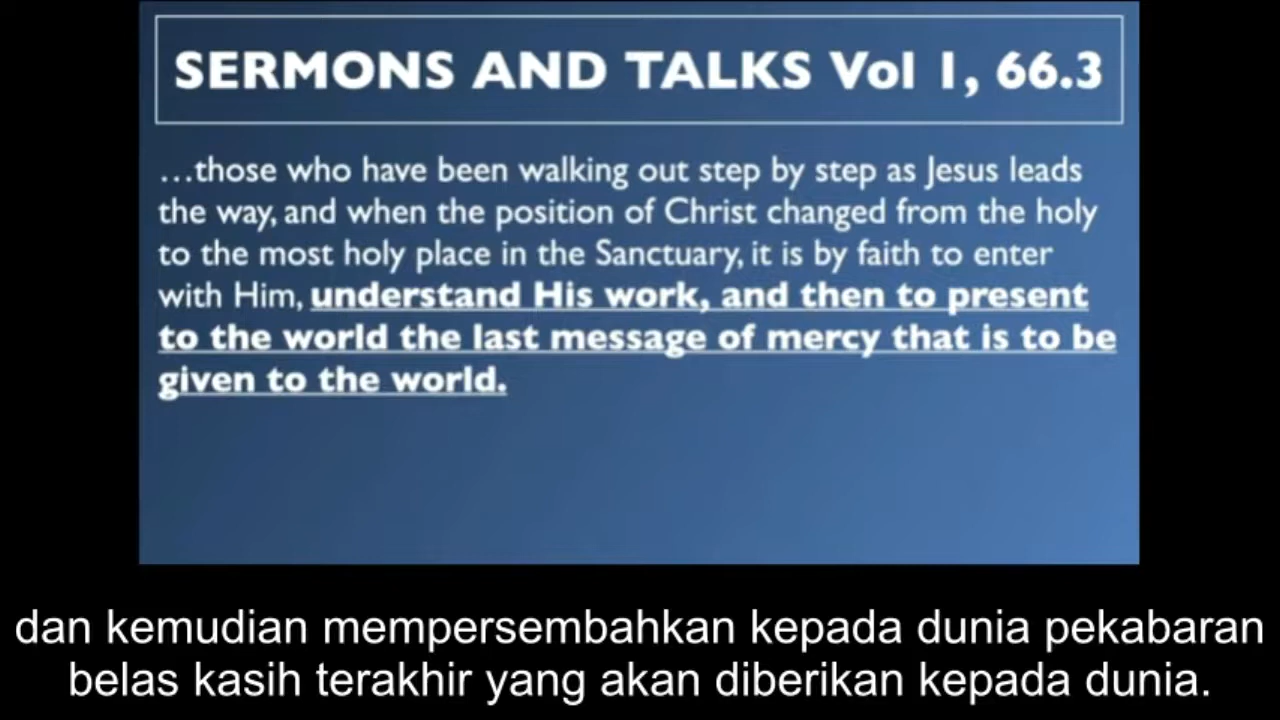 SERMONS AND TALKS Vol 1, 66.3
…those who have been walking out step by step as Jesus leads
the way, and when the position of Christ changed from the holy
to the most holy place in the Sanctuary, it is by faith to enter
with Him, understand His work, and then to present
to the world the last message of mercy that is to be
given to the world.
dan kemudian mempersembahkan kepada dunia pekabaran
belas kasih terakhir yang akan diberikan kepada dunia.